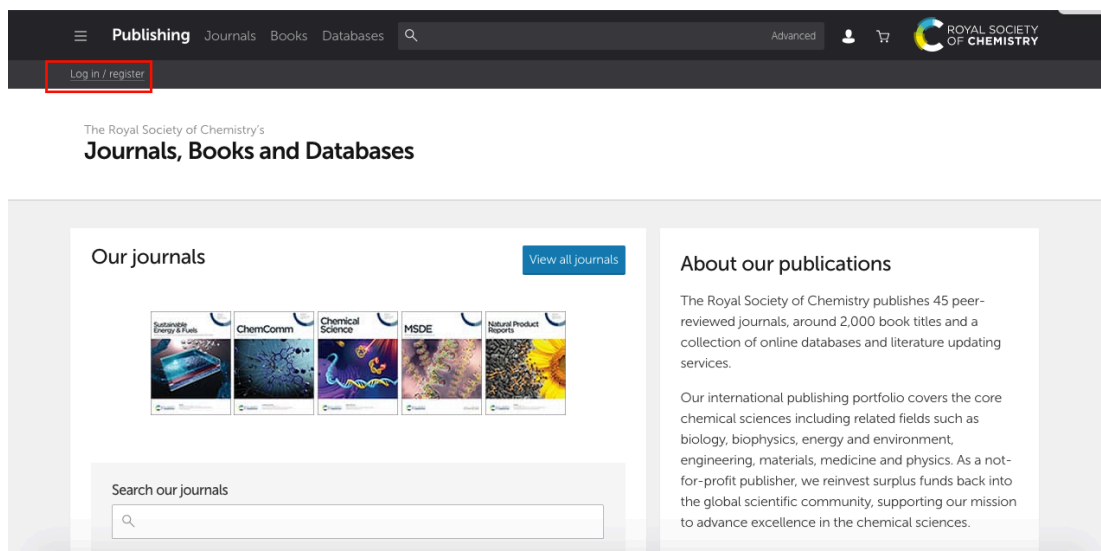 Publishing Journals Books Databases Advanced ROYAL SOCIETY
OF CHEMISTRY
Log in / register
The Royal Society of Chemistry's
Journals, Books and Databases
Our journals
View all journals
Sustainable
Energy & Fuels
ChemComm
Chemical
Science
MSDE
Natural Product
Reports
Search our journals
About our publications
The Royal Society of Chemistry publishes 45 peer-
reviewed journals, around 2,000 book titles and a
collection of online databases and literature updating
services.
Our international publishing portfolio covers the core
chemical sciences including related fields such as
biology, biophysics, energy and environment,
engineering, materials, medicine and physics. As a not-
for-profit publisher, we reinvest surplus funds back into
the global scientific community, supporting our mission
to advance excellence in the chemical sciences.